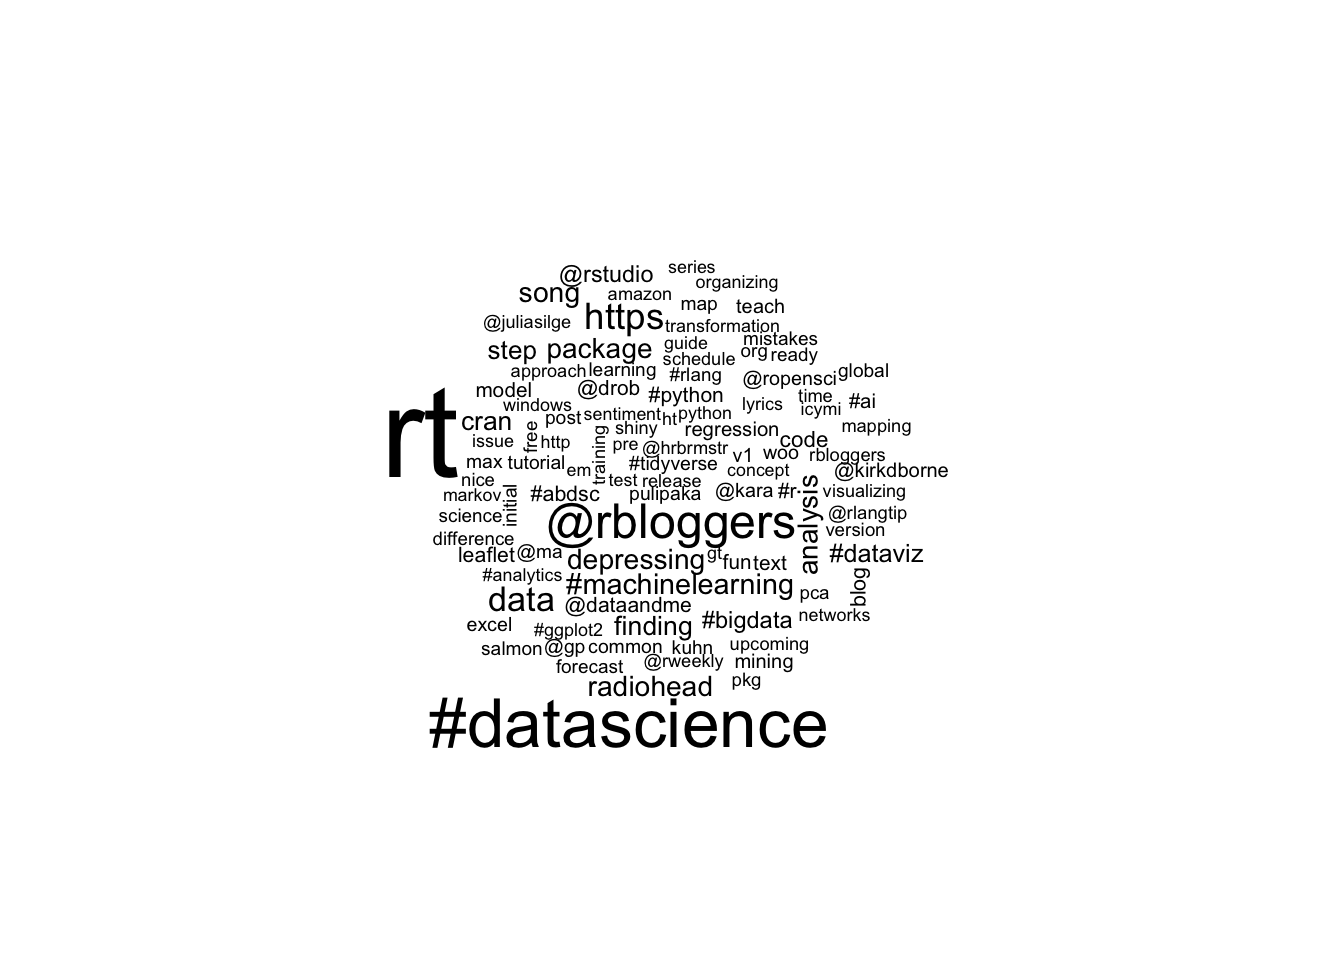 @rstudio series
organizing
song amazon
map teach
@juliasilge https transformation
mistakes
step package guide
schedule org ready
approach learning #rlang @ropensci global
model @drob #python time #ai
windows lyrics icymi
rt cran free post sentiment ht python
shiny regression mapping
issue http training pre @hrbrmstr code
max tutorial em #tidyverse v1 woo rbloggers
concept @kirkdborne
nice test release
markov initial #abdsc pulipaka @kara #r visualizing
science @rbloggers analysis @rlangtip
version
difference
leaflet @ma depressing gt fun text #dataviz
#analytics #machinelearning pca blog
data @dataandme
networks
excel #ggplot2 finding #bigdata
salmon @gp common kuhn upcoming
forecast @rweekly mining
radiohead pkg
#datascience